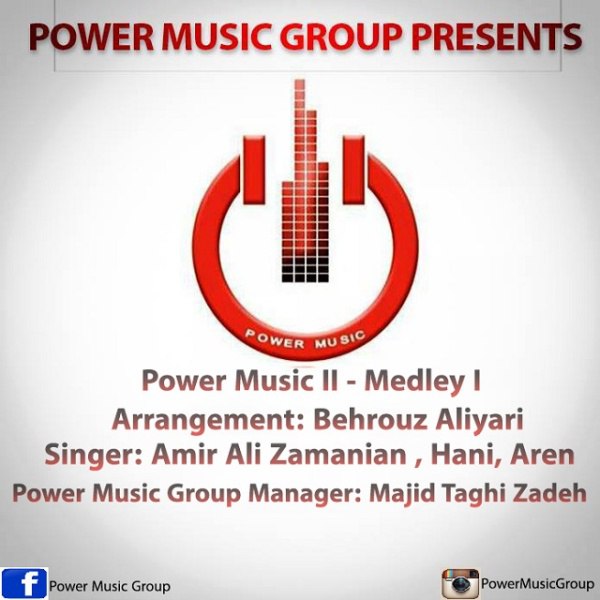 POWER MUSIC GROUP PRESENTS
POWER MUSIC
Power Music II - Medley I
Arrangement: Behrouz Aliyari
Singer: Amir Ali Zamanian , Hani, Aren
Power Music Group Manager: Majid Taghi Zadeh
f Power Music Group
PowerMusicGroup